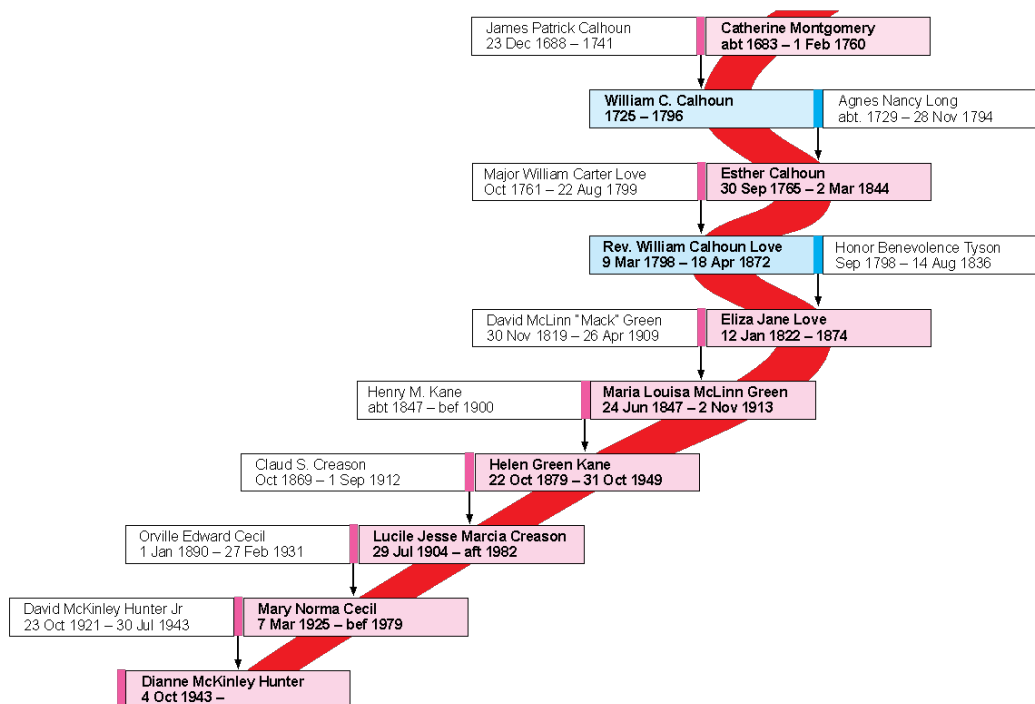 James Patrick Calhoun
23 Dec 1688 – 1741
Catherine Montgomery
abt 1683 – 1 Feb 1760
William C. Calhoun
1725 – 1796
Agnes Nancy Long
abt. 1729 – 28 Nov 1794
Major William Carter Love
Oct 1761 – 22 Aug 1799
Esther Calhoun
30 Sep 1765 – 2 Mar 1844
Rev. William Calhoun Love
9 Mar 1798 – 18 Apr 1872
Honor Benevolence Tyson
Sep 1798 – 14 Aug 1836
David McLinn "Mack" Green
30 Nov 1819 – 26 Apr 1909
Eliza Jane Love
12 Jan 1822 – 1874
Henry M. Kane
abt 1847 – bef 1900
Maria Louisa McLinn Green
24 Jun 1847 – 2 Nov 1913
Claud S. Creason
Oct 1869 – 1 Sep 1912
Helen Green Kane
22 Oct 1879 – 31 Oct 1949
Orville Edward Cecil
1 Jan 1890 – 27 Feb 1931
Lucile Jesse Marcia Creason
29 Jul 1904 – aft 1982
David McKinley Hunter Jr
23 Oct 1921 – 30 Jul 1943
Mary Norma Cecil
7 Mar 1925 – bef 1979
Dianne McKinley Hunter
4 Oct 1943 –